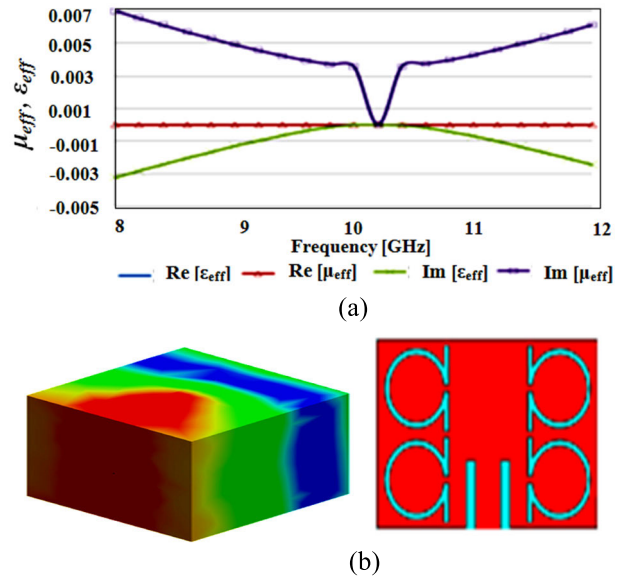 0.007
0.005
0.003
0.001
-0.001
-0.003
-0.005
μeff, εeff
8 9 10 11 12
Frequency [GHz]
Re [εeff] Re [μeff] Im [εeff] Im [μeff]
(a)
(b)